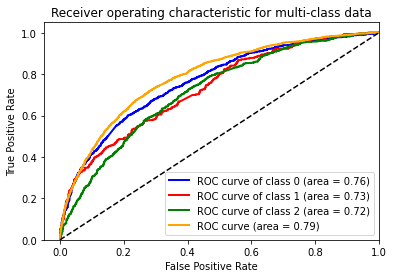 Receiver operating characteristic for multi-class data
1.0
0.8
0.6
0.4
0.2
0.0
True Positive Rate
ROC curve of class 0 (area = 0.76)
ROC curve of class 1 (area = 0.73)
ROC curve of class 2 (area = 0.72)
ROC curve (area = 0.79)
0.0 0.2 0.4 0.6 0.8 1.0
False Positive Rate